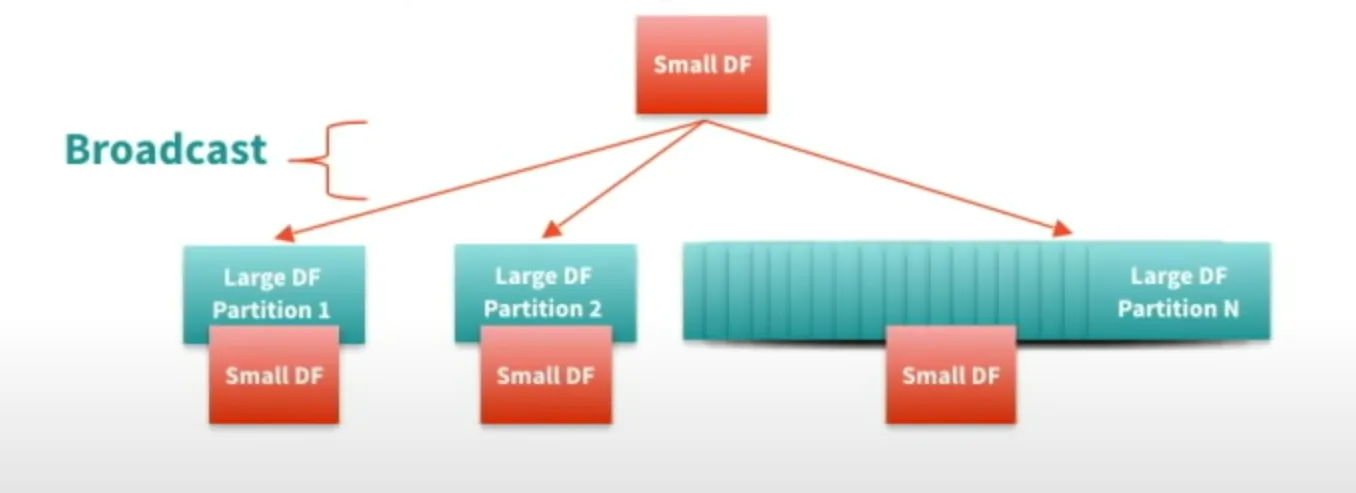 Small DF
Broadcast
Large DF
Partition 1
Large DF
Partition 2
Large DF
Partition N
Small DF
Small DF
Small DF